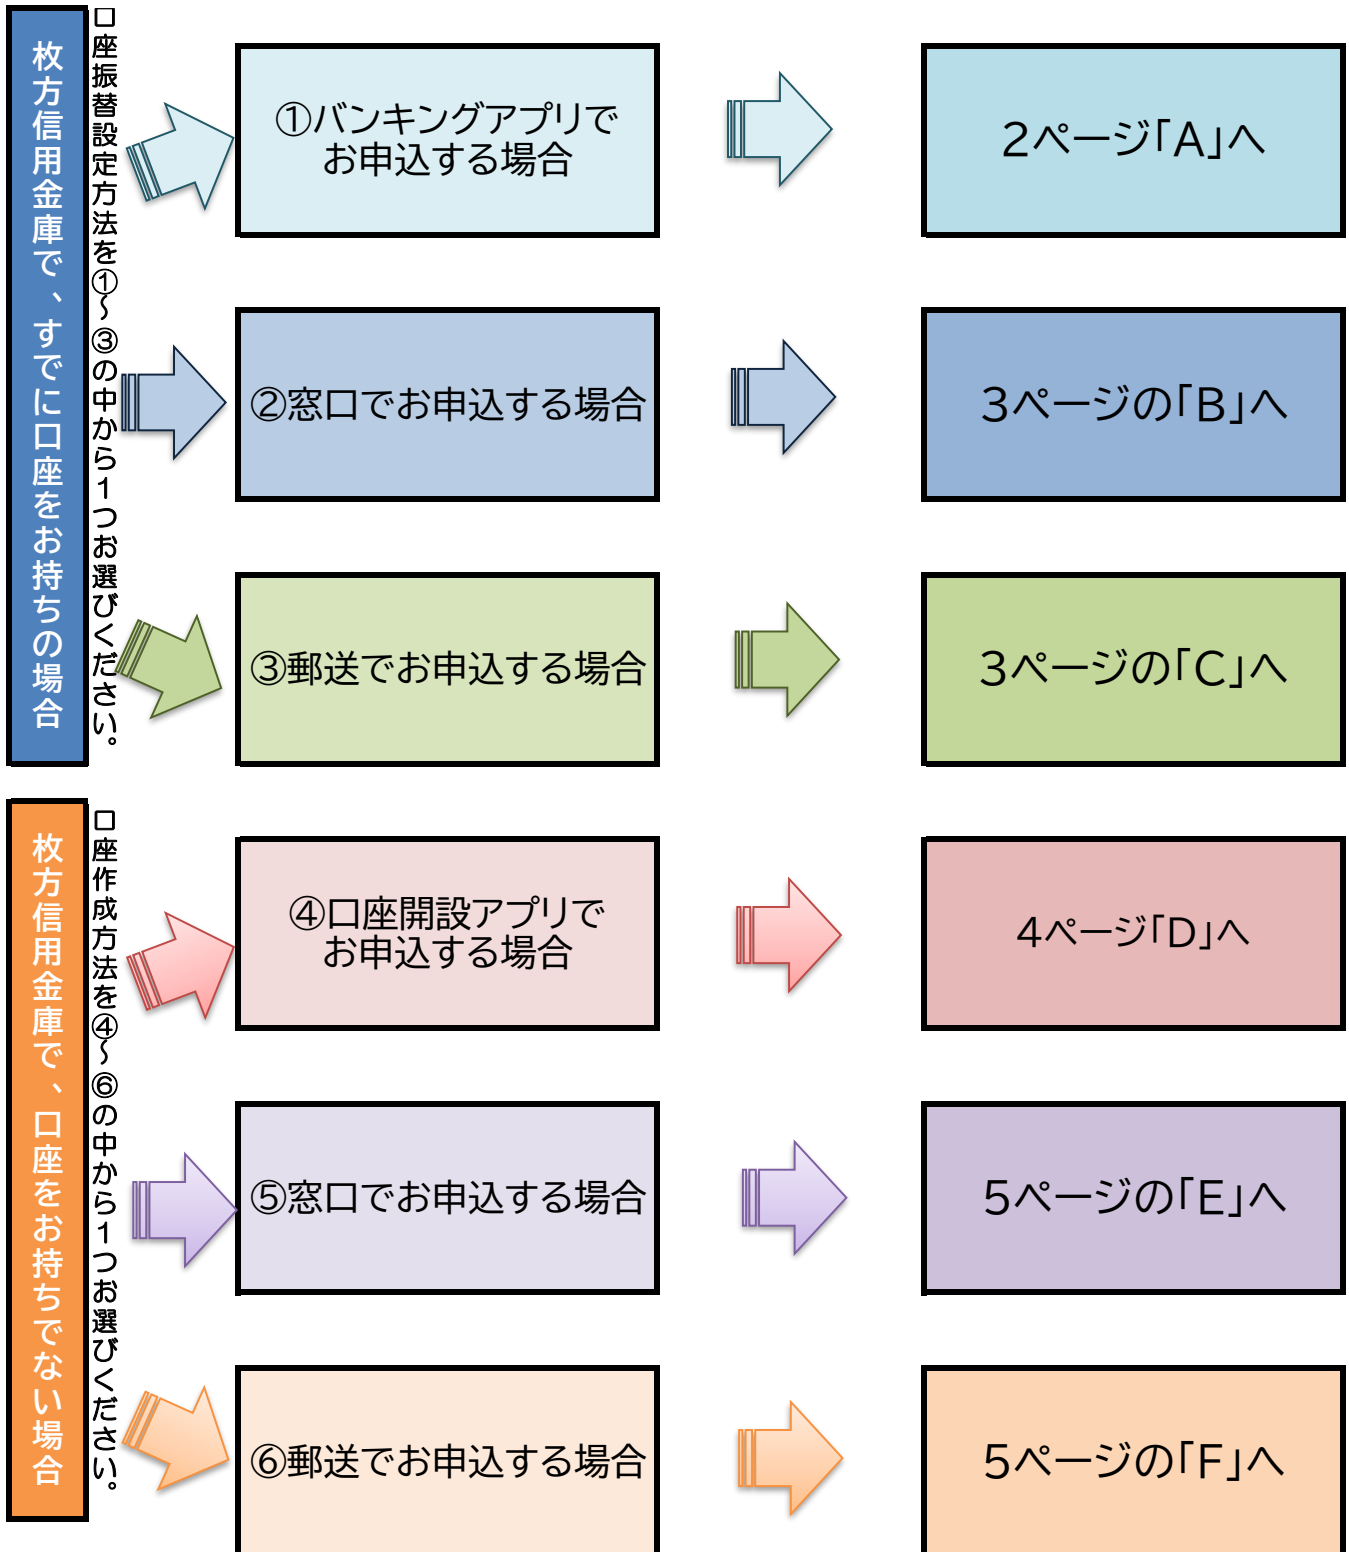 枚方信用金庫で、すでに口座をお持ちの場合
口座振替設定方法を①～③の中から１つお選びください。
①バンキングアプリで
お申込する場合
２ページ「A」へ
②窓口でお申込する場合
３ページの「B」へ
③郵送でお申込する場合
３ページの「C」へ
枚方信用金庫で、口座をお持ちでない場合
口座作成方法を④～⑥の中から１つお選びください。
④口座開設アプリで
お申込する場合
４ページ「D」へ
⑤窓口でお申込する場合
５ページの「E」へ
⑥郵送でお申込する場合
５ページの「F」へ